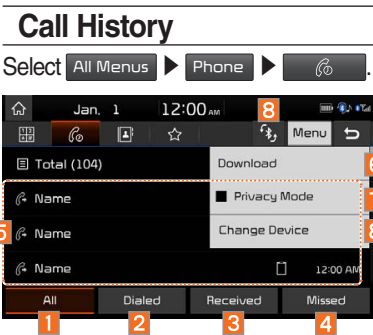 Call History
Select All Menus ▶ Phone ▶ .
Jan. 1 12:00 AM 8
Menu
Total (104) Download 6
Name Privacy Mode 7
5 Name Change Device 8
Name 12:00 AM
All Dialed Received Missed
1 2 3 4